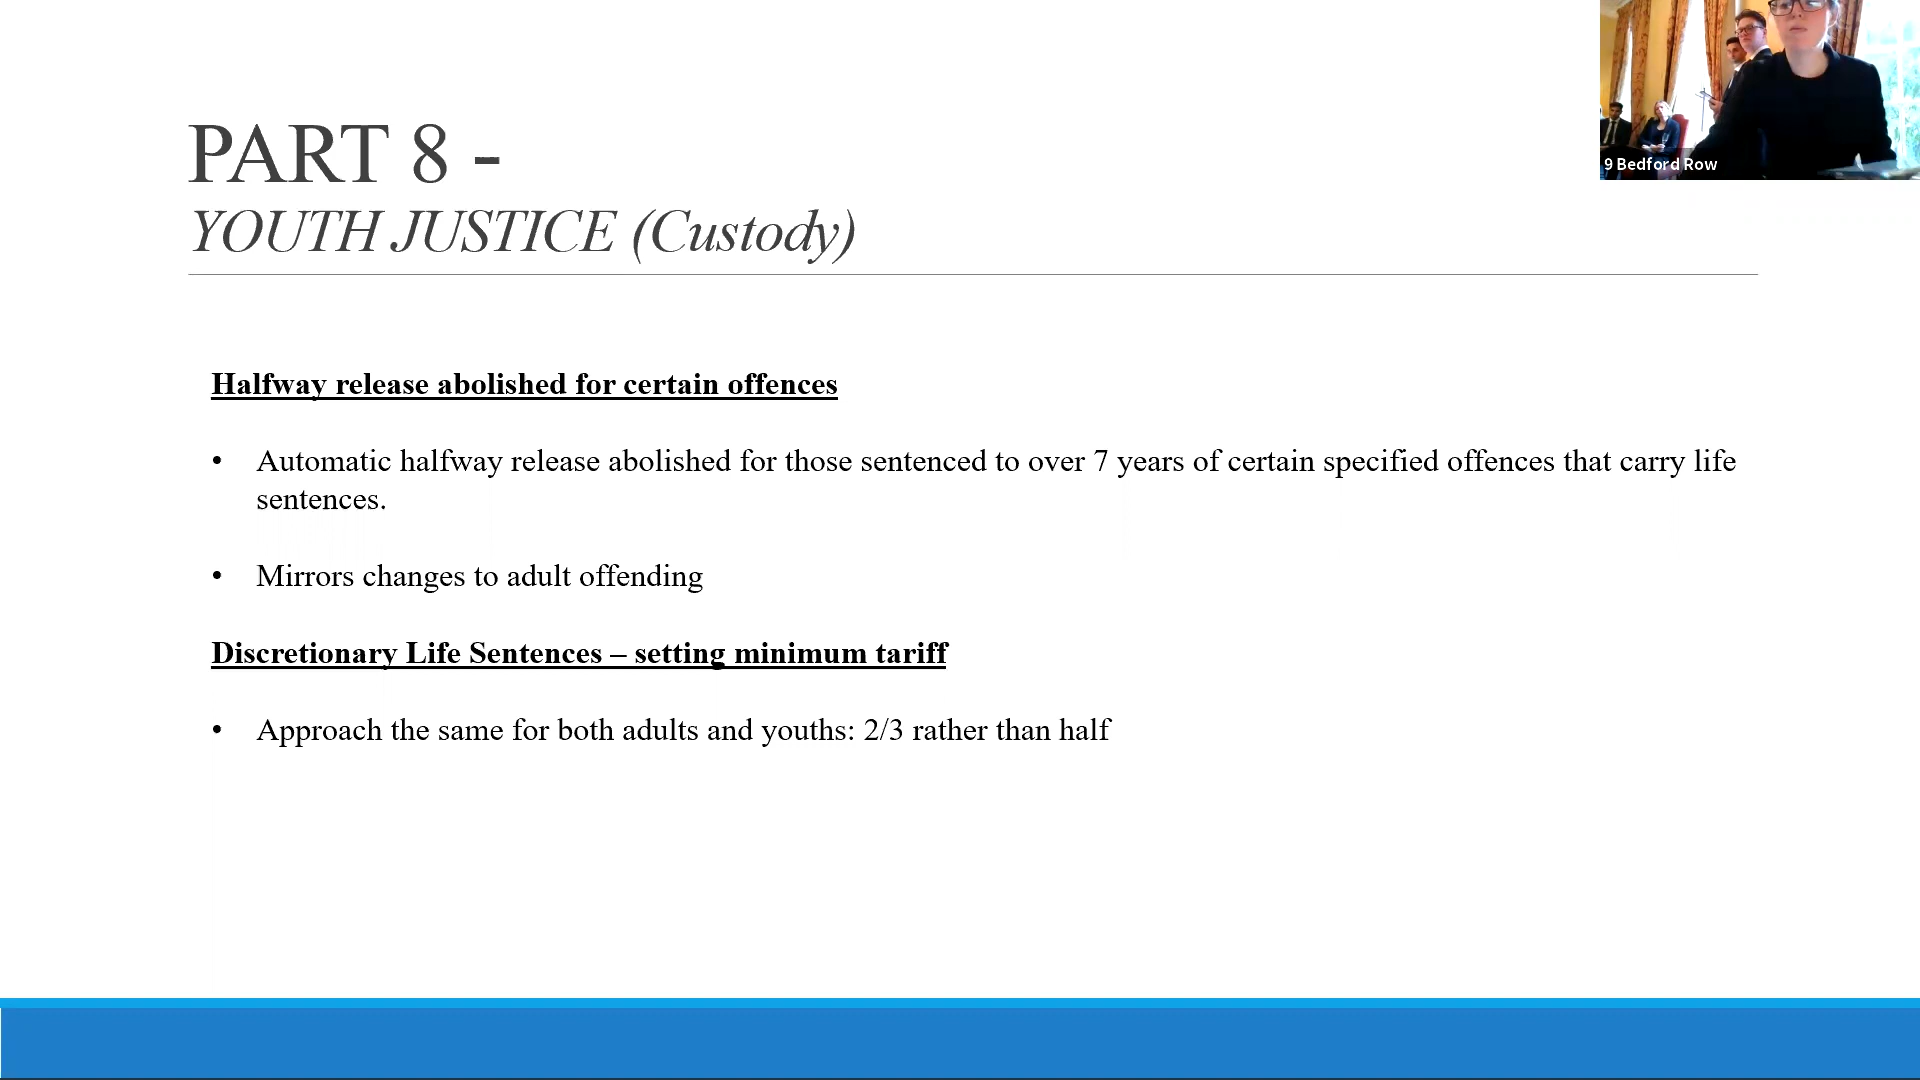 PART 8 -
YOUTH JUSTICE (Custody)
9 Bedford Row
Halfway release abolished for certain offences
• Automatic halfway release abolished for those sentenced to over 7 years of certain specified offences that carry life
sentences.
• Mirrors changes to adult offending
Discretionary Life Sentences – setting minimum tariff
• Approach the same for both adults and youths: 2/3 rather than half